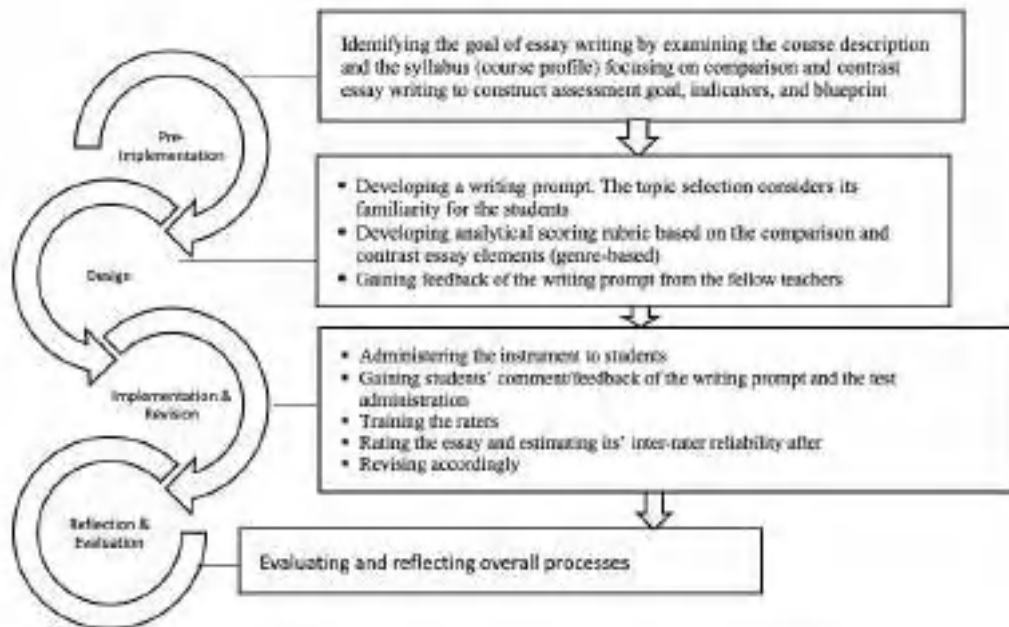 Identifying the goal of essay writing by examining the course description
and the syllabus (course profile) focusing on comparison and contrast
essay writing to construct assessment goal, indicators, and blueprint
Pre-
Implementation
• Developing a writing prompt. The topic selection considers its
familiarity for the students
• Developing analytical scoring rubric based on the comparison and
contrast essay elements (genre-based)
• Gaining feedback of the writing prompt from the fellow teachers
Design
• Administering the instrument to students
• Gaining students' comment/feedback of the writing prompt and the test
administration
• Training the raters
• Rating the essay and estimating its' inter-rater reliability after
• Revising accordingly
Implementation &
Revision
Reflection &
Evaluation
Evaluating and reflecting overall processes